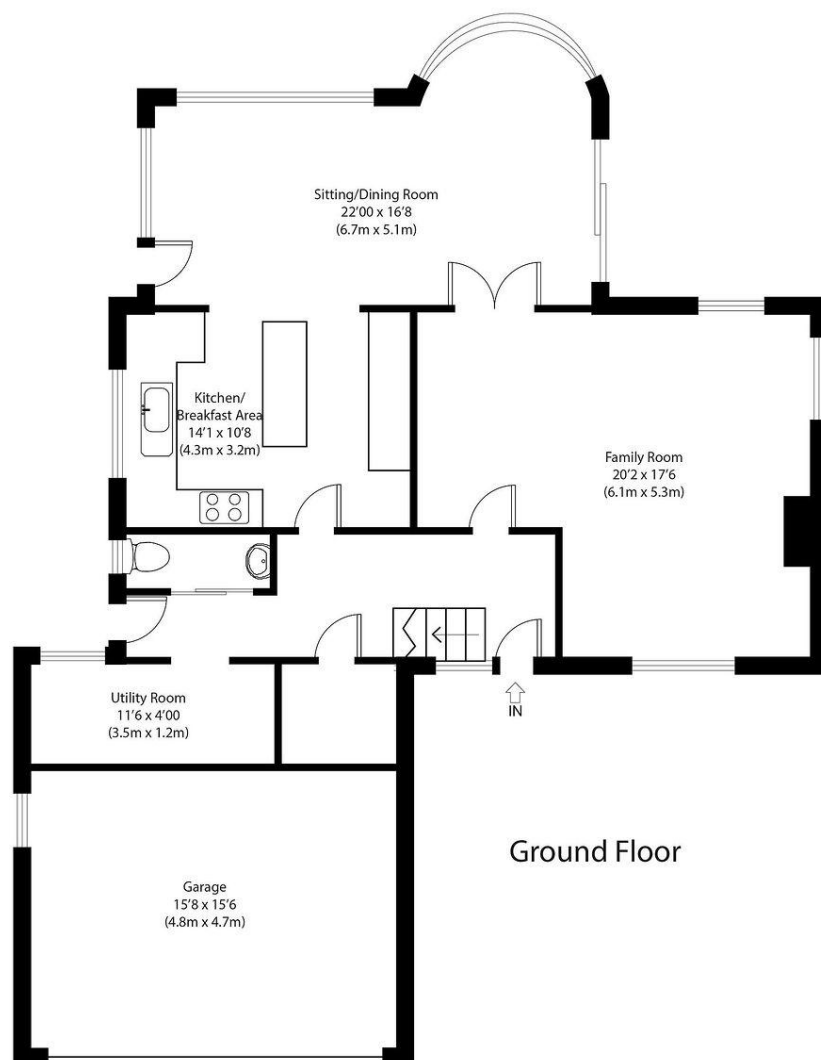 Sitting/Dining Room
22'00 x 16'8
(6.7m x 5.1m)
Kitchen/
Breakfast Area
14'1 x 10'8
(4.3m x 3.2m)
Family Room
20'2 x 17'6
(6.1m x 5.3m)
Utility Room
11'6 x 4'00
(3.5m x 1.2m)
IN
Ground Floor
Garage
15'8 x 15'6
(4.8m x 4.7m)